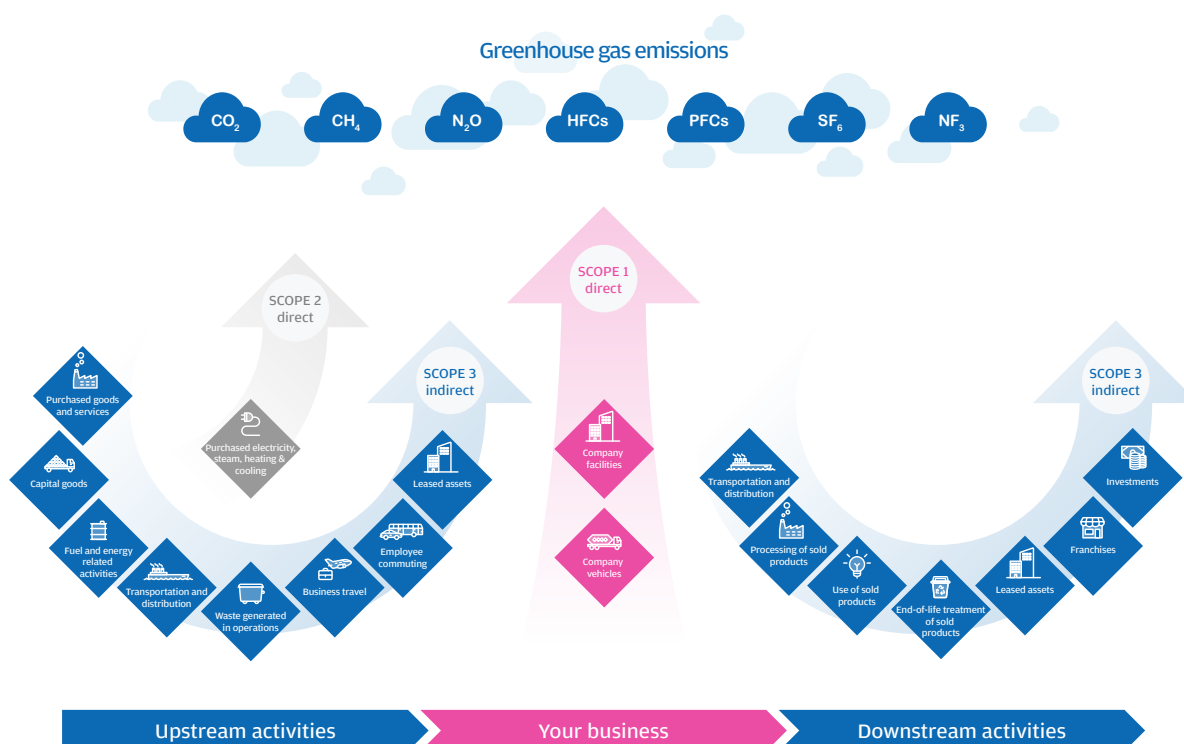 Greenhouse gas emissions
CO₂
CH₄
N₂O
HFCs
PFCs
SF₆
NF₃
SCOPE 2
direct
SCOPE 3
indirect
Purchased goods
and services
Capital goods
Fuel and energy
related
activities
Transportation and
distribution
Waste generated
in operations
Business travel
Employee
commuting
Leased assets
Purchased electricity,
steam, heating &
cooling
SCOPE 1
direct
Company
facilities
Company
vehicles
SCOPE 3
indirect
Transportation and
distribution
Processing of sold
products
Use of sold
products
End-of-life treatment
of sold
products
Leased assets
Franchises
Investments
Upstream activities
Your business
Downstream activities